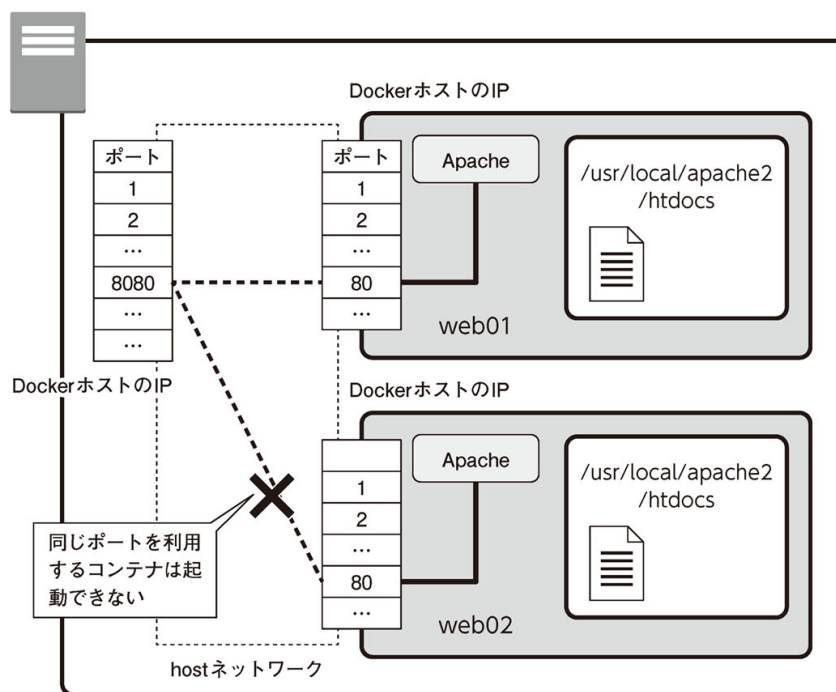 DockerホストのIP
ポート
1
2
…
8080
…
…
DockerホストのIP
ポート
1
2
…
80
…
Apache
web01
/usr/local/apache2
/htdocs
DockerホストのIP
1
2
…
80
…
Apache
web02
/usr/local/apache2
/htdocs
同じポートを利用
するコンテナは起
動できない
hostネットワーク